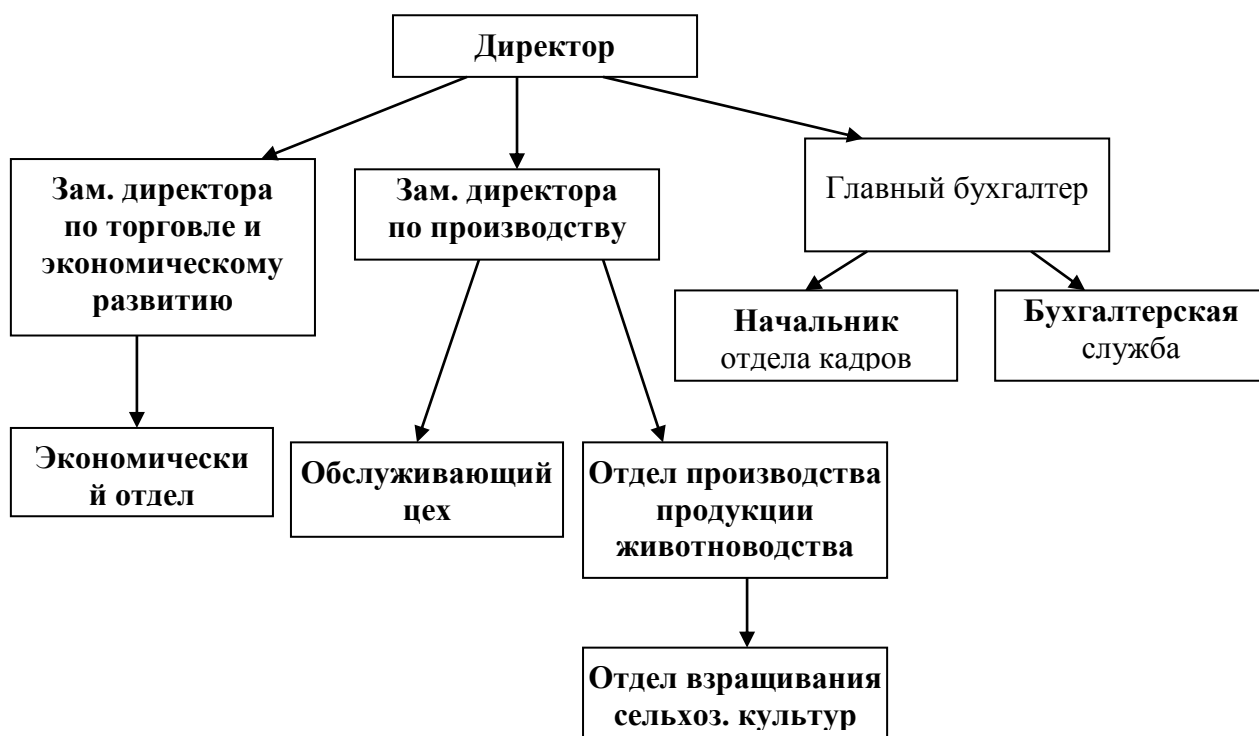 Директор
Зам. директора
по торговле и
экономическому
развитию
Зам. директора
по производству
Главный бухгалтер
Начальник
отдела кадров
Бухгалтерская
служба
Экономически
й отдел
Обслуживающий
цех
Отдел производства
продукции
животноводства
Отдел взращивания
сельхоз. культур